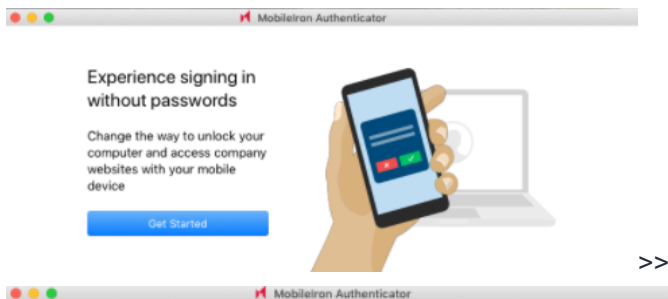 MobileIron Authenticator
Experience signing in
without passwords
Change the way to unlock your
computer and access company
websites with your mobile
device
Get Started
>>
MobileIron Authenticator